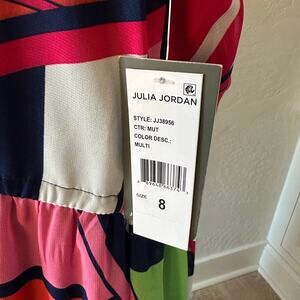 JULIA JORDAN
STYLE: JJ38956
CTR: MUT
COLOR DESC.:
MULTI
SIZE 8